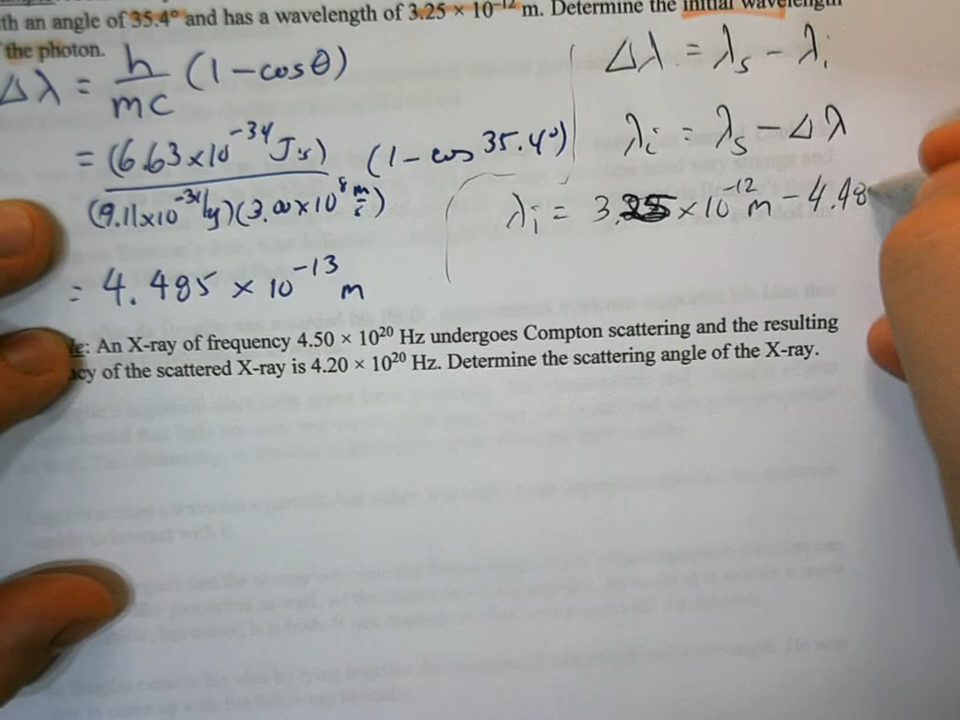 th an angle of 35.4° and has a wavelength of 3.25 × 10⁻¹² m. Determine the initial wavelength
the photon.
Δλ = h/mc (1 - cosθ)
Δλ = λs - λi
λi = λs - Δλ
= (6.63×10⁻³⁴ J·s) (1 - cos 35.4°)
(9.11×10⁻³¹ kg)(3.00×10⁸ m/s)
λi = 3.25 ×10⁻¹² m - 4.48
= 4.485 × 10⁻¹³ m
le: An X-ray of frequency 4.50 × 10²⁰ Hz undergoes Compton scattering and the resulting
cy of the scattered X-ray is 4.20 × 10²⁰ Hz. Determine the scattering angle of the X-ray.